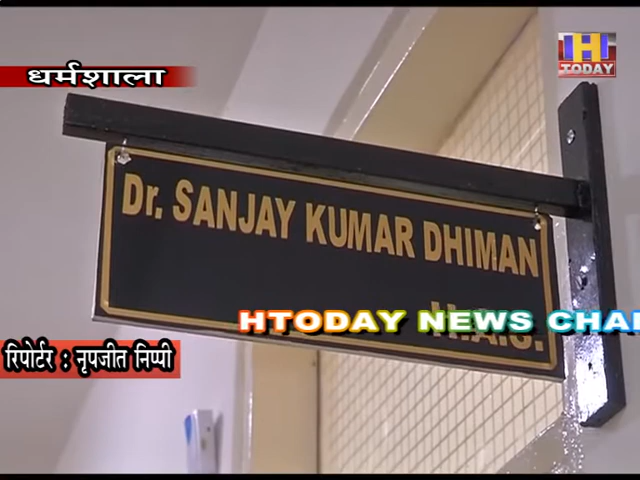 H
TODAY
धर्मशाला
Dr. SANJAY KUMAR DHIMAN
H.A.S.
HTODAY NEWS CHA
रिपोर्टर : नृपजीत निप्पी